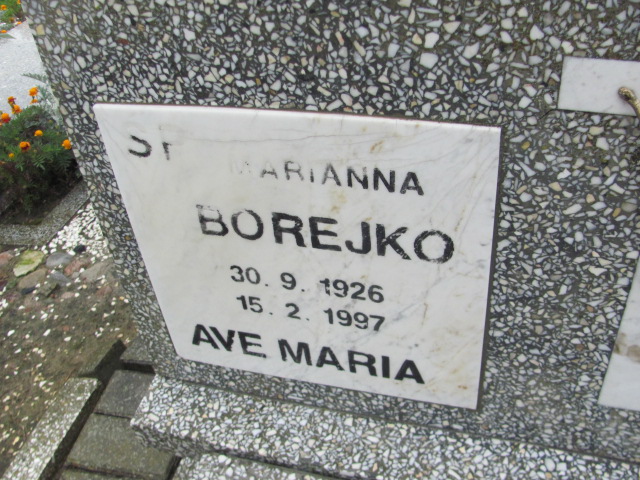 MARIANNA
BOREJKO
30. 9. 1926
15. 2. 1997
AVE MARIA